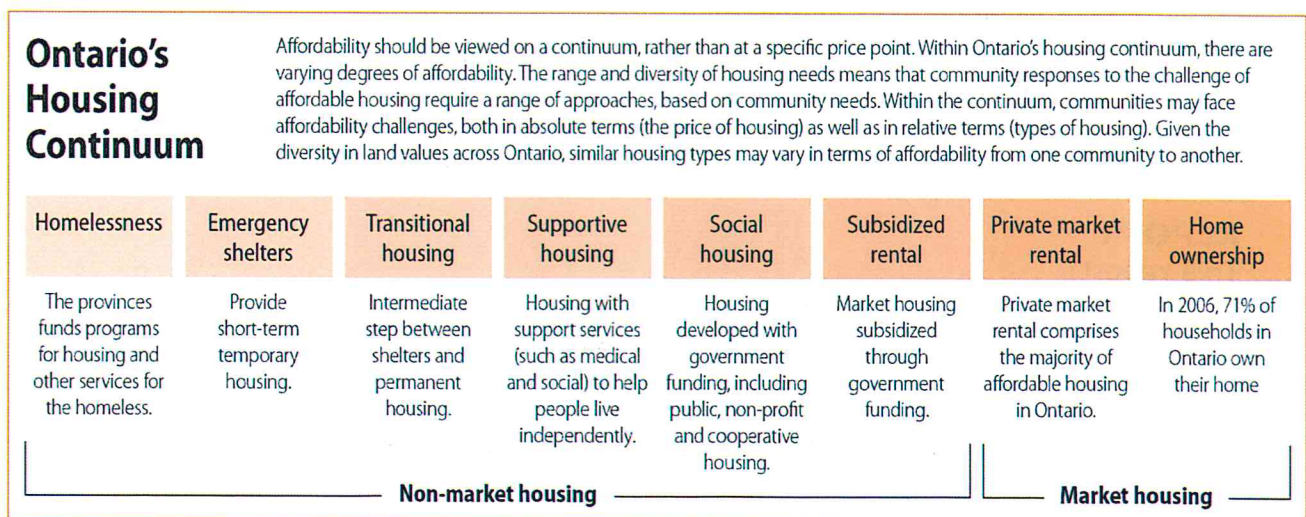 Ontario's
Housing
Continuum
Affordability should be viewed on a continuum, rather than at a specific price point. Within Ontario's housing continuum, there are
varying degrees of affordability. The range and diversity of housing needs means that community responses to the challenge of
affordable housing require a range of approaches, based on community needs. Within the continuum, communities may face
affordability challenges, both in absolute terms (the price of housing) as well as in relative terms (types of housing). Given the
diversity in land values across Ontario, similar housing types may vary in terms of affordability from one community to another.
Homelessness
The provinces
funds programs
for housing and
other services for
the homeless.
Emergency
shelters
Provide
short-term
temporary
housing.
Transitional
housing
Intermediate
step between
shelters and
permanent
housing.
Supportive
housing
Housing with
support services
(such as medical
and social) to help
people live
independently.
Social
housing
Housing
developed with
government
funding, including
public, non-profit
and cooperative
housing.
Subsidized
rental
Market housing
subsidized
through
government
funding.
Private market
rental
Private market
rental comprises
the majority of
affordable housing
in Ontario.
Home
ownership
In 2006, 71% of
households in
Ontario own
their home
Non-market housing
Market housing